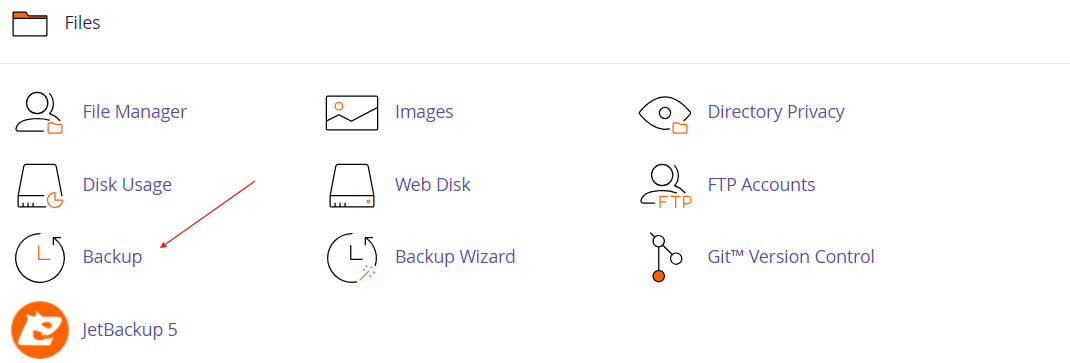 Files
File Manager
Images
Directory Privacy
Disk Usage
Web Disk
FTP Accounts
FTP
Backup
Backup Wizard
Git™ Version Control
JetBackup 5